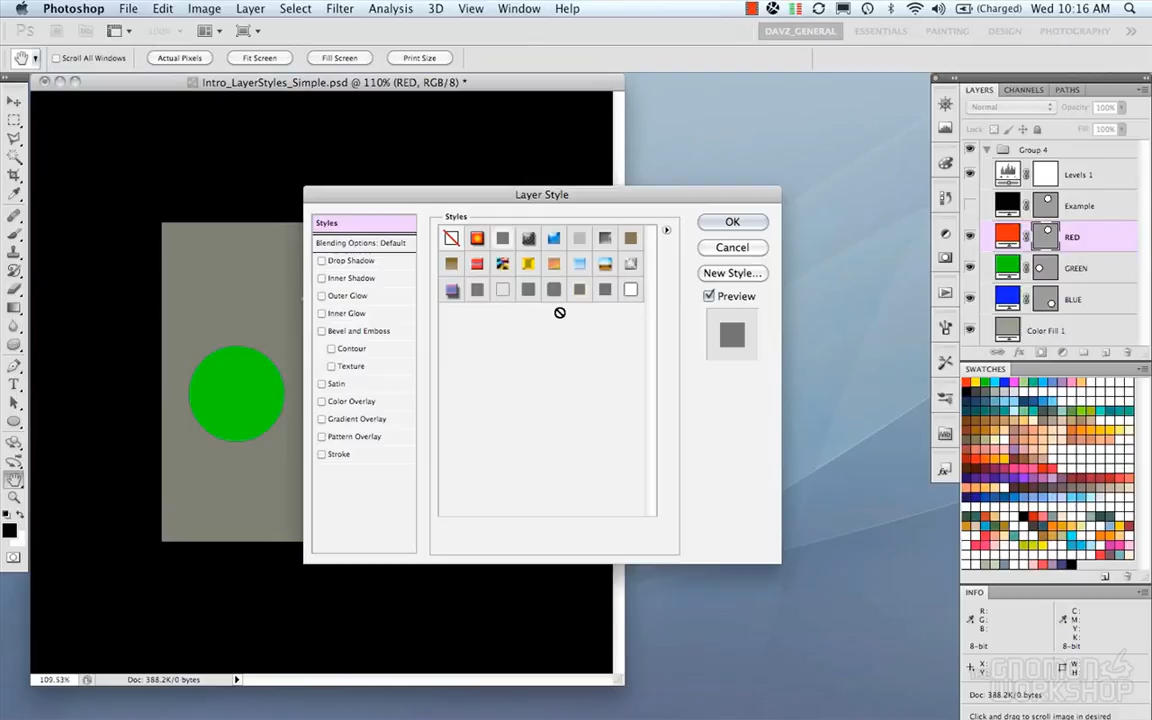 Photoshop File Edit Image Layer Select Filter Analysis 3D View Window Help (Charged) Wed 10:16 AM
DAVZ_GENERAL ESSENTIALS PAINTING DESIGN PHOTOGRAPHY
Scroll All Windows Actual Pixels Fit Screen Fill Screen Print Size
Intro_LayerStyles_Simple.psd @ 110% (RED, RGB/8) *
LAYERS CHANNELS PATHS
Normal Opacity: 100%
Lock: Fill: 100%
Group 4
Levels 1
Example
RED
GREEN
BLUE
Color Fill 1
Layer Style
Styles
Blending Options: Default
Drop Shadow
Inner Shadow
Outer Glow
Inner Glow
Bevel and Emboss
Contour
Texture
Satin
Color Overlay
Gradient Overlay
Pattern Overlay
Stroke
Styles
OK
Cancel
New Style...
Preview
SWATCHES
INFO
R: C:
G: M:
B: Y:
K:
8-bit 8-bit
X: W:
Y: H:
Doc: 388.2K/0 bytes
Click and drag to scroll image in desired
GNOMON
WORKSHOP
109.53% Doc: 388.2K/0 bytes